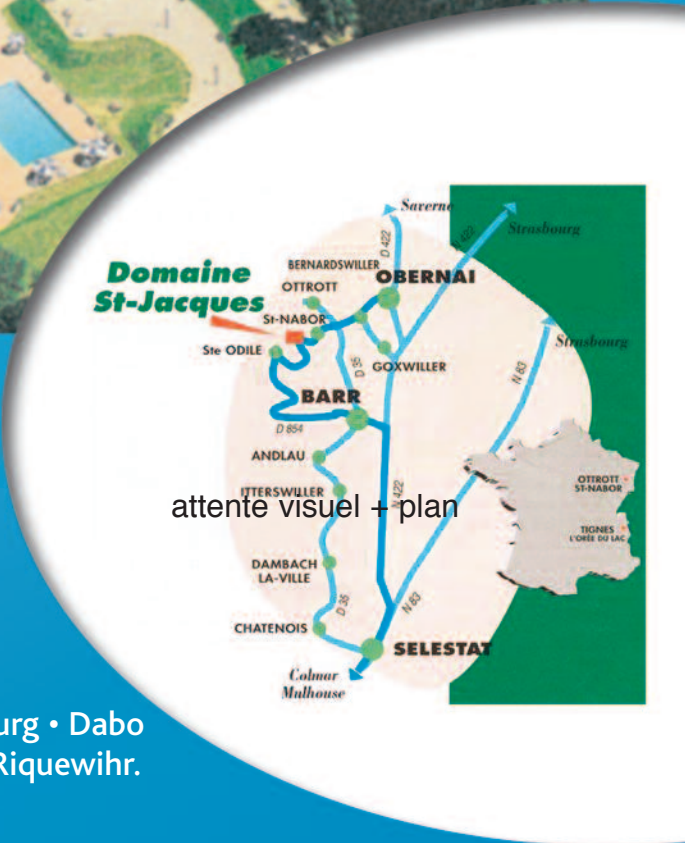 Saverne
Strasbourg
D 422
N 422
BERNARDSWILLER
OBERNAI
Domaine
St-Jacques
OTTROTT
St-NABOR
Ste ODILE
GOXWILLER
Strasbourg
D 35
N 83
BARR
D 854
ANDLAU
OTTROTT
ST-NABOR
ITTERSWILLER
N 422
attente visuel + plan
TIGNES
L'ORÉE DU LAC
DAMBACH
LA-VILLE
D 35
N 83
CHATENOIS
SELESTAT
Colmar
Mulhouse
urg • Dabo
Riquewihr.